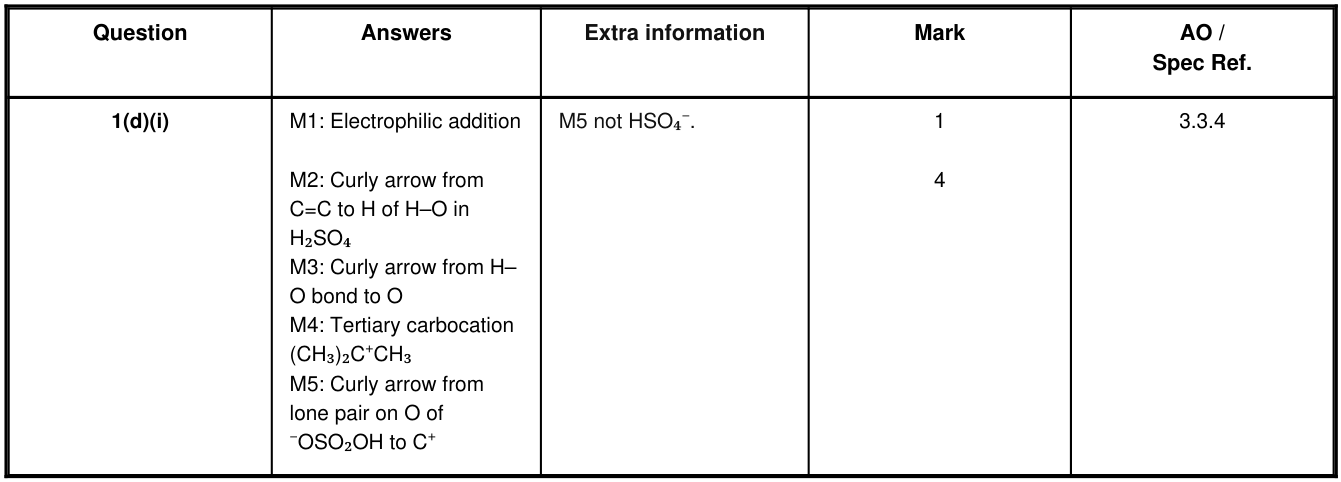 Question Answers Extra information Mark AO /
Spec Ref.
1(d)(i) M1: Electrophilic addition M5 not HSO₄⁻. 1 3.3.4
M2: Curly arrow from 4
C=C to H of H–O in
H₂SO₄
M3: Curly arrow from H–
O bond to O
M4: Tertiary carbocation
(CH₃)₂C⁺CH₃
M5: Curly arrow from
lone pair on O of
⁻OSO₂OH to C⁺